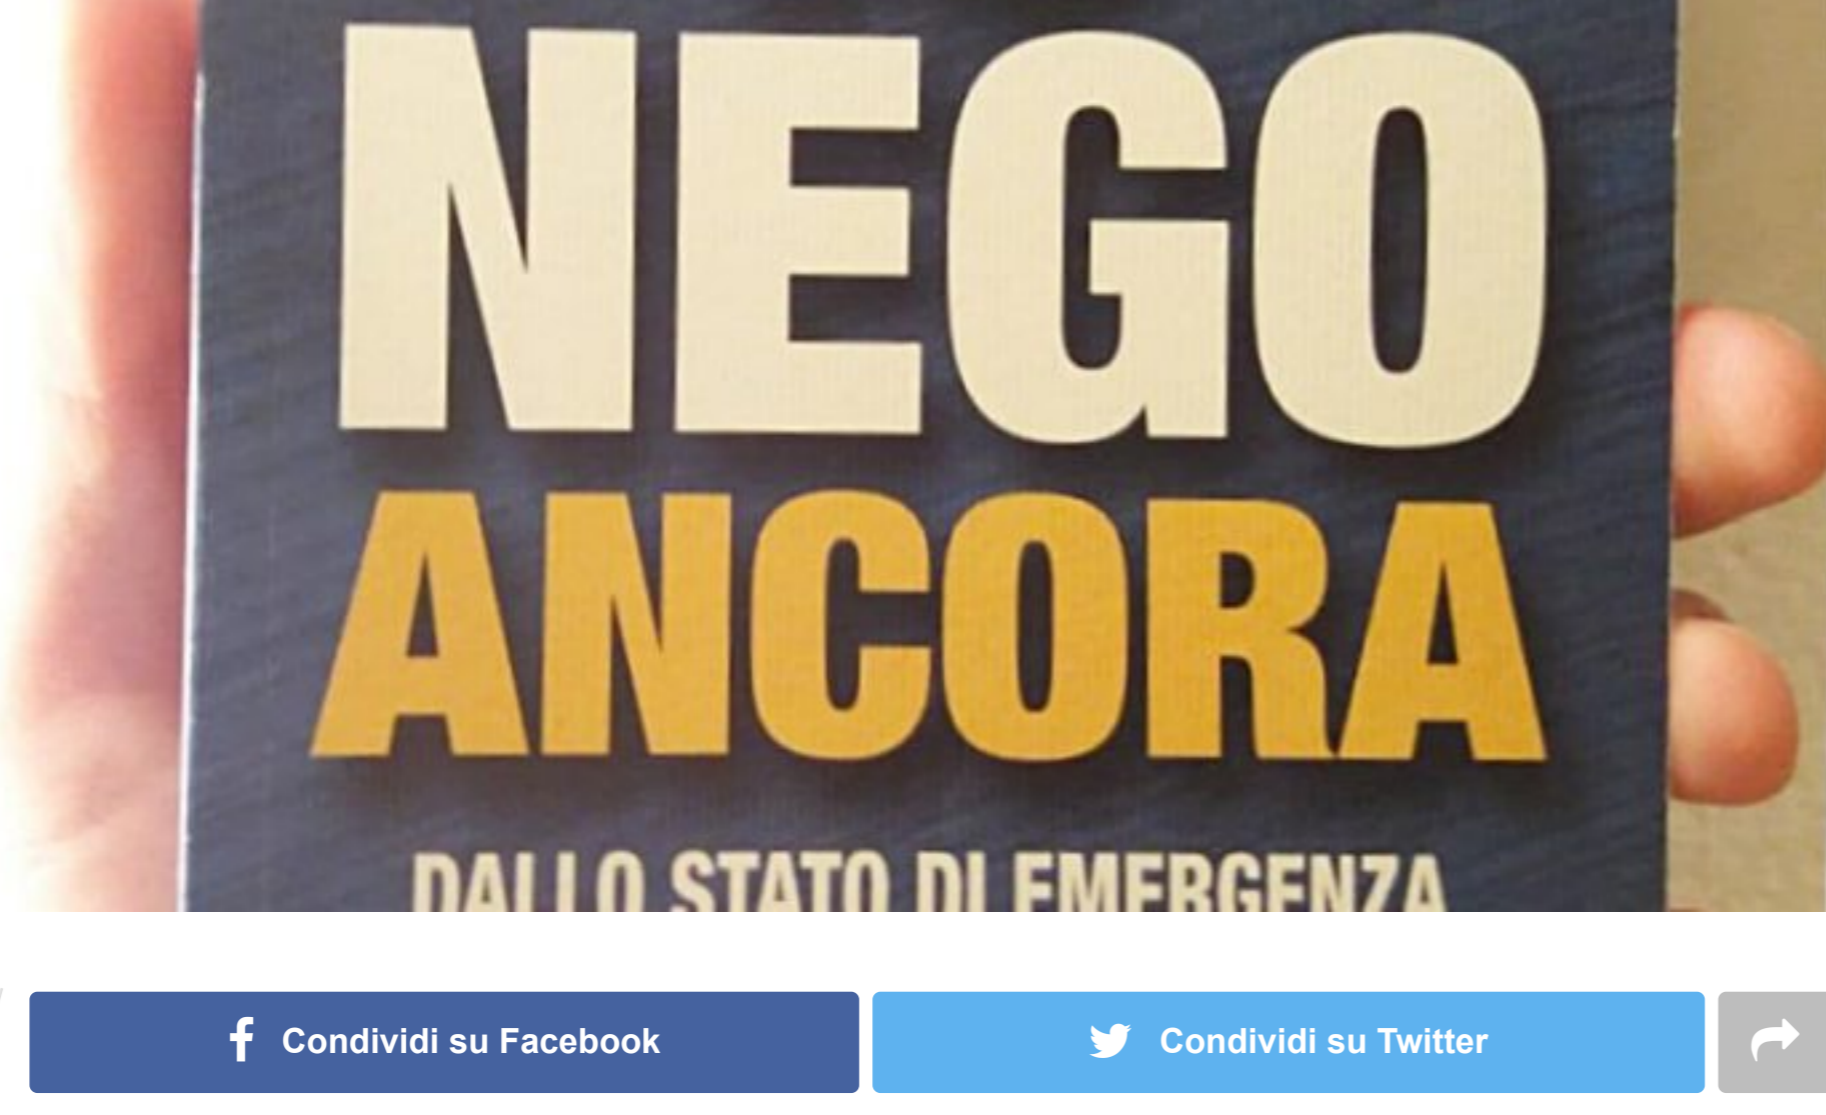 NEGO
ANCORA
DALLO STATO DI EMERGENZA
Condividi su Facebook
Condividi su Twitter